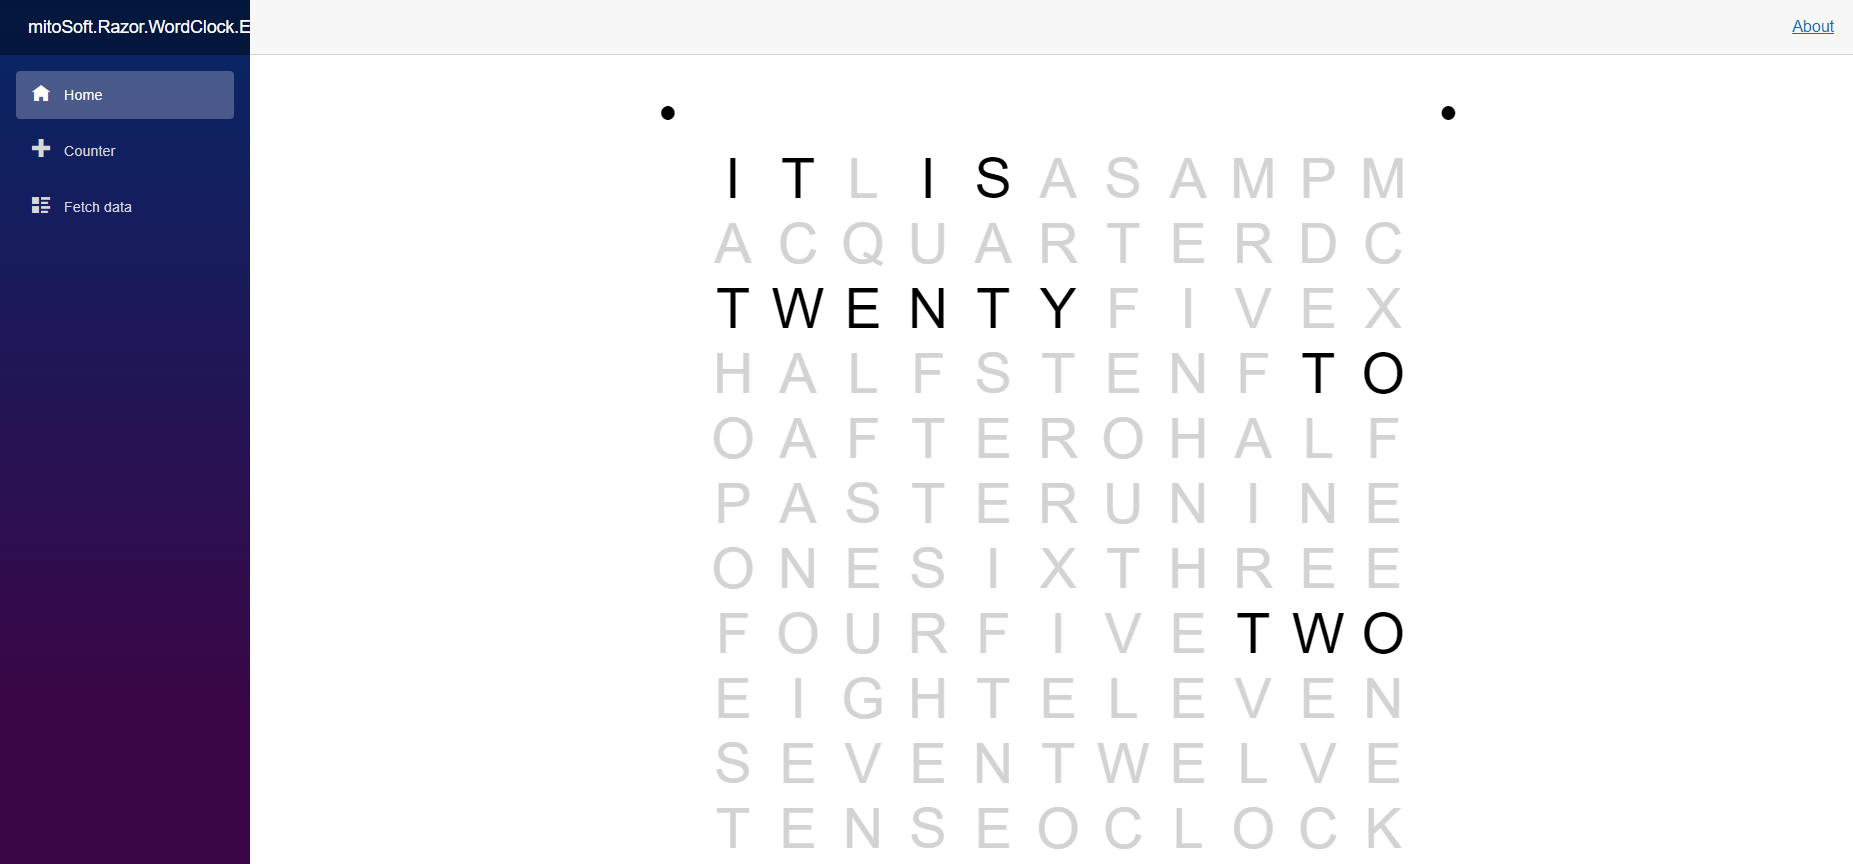 mitoSoft.Razor.WordClock.E
About
Home
Counter
Fetch data
I T L I S A S A M P M
A C Q U A R T E R D C
T W E N T Y F I V E X
H A L F S T E N F T O
O A F T E R O H A L F
P A S T E R U N I N E
O N E S I X T H R E E
F O U R F I V E T W O
E I G H T E L E V E N
S E V E N T W E L V E
T E N S E O C L O C K